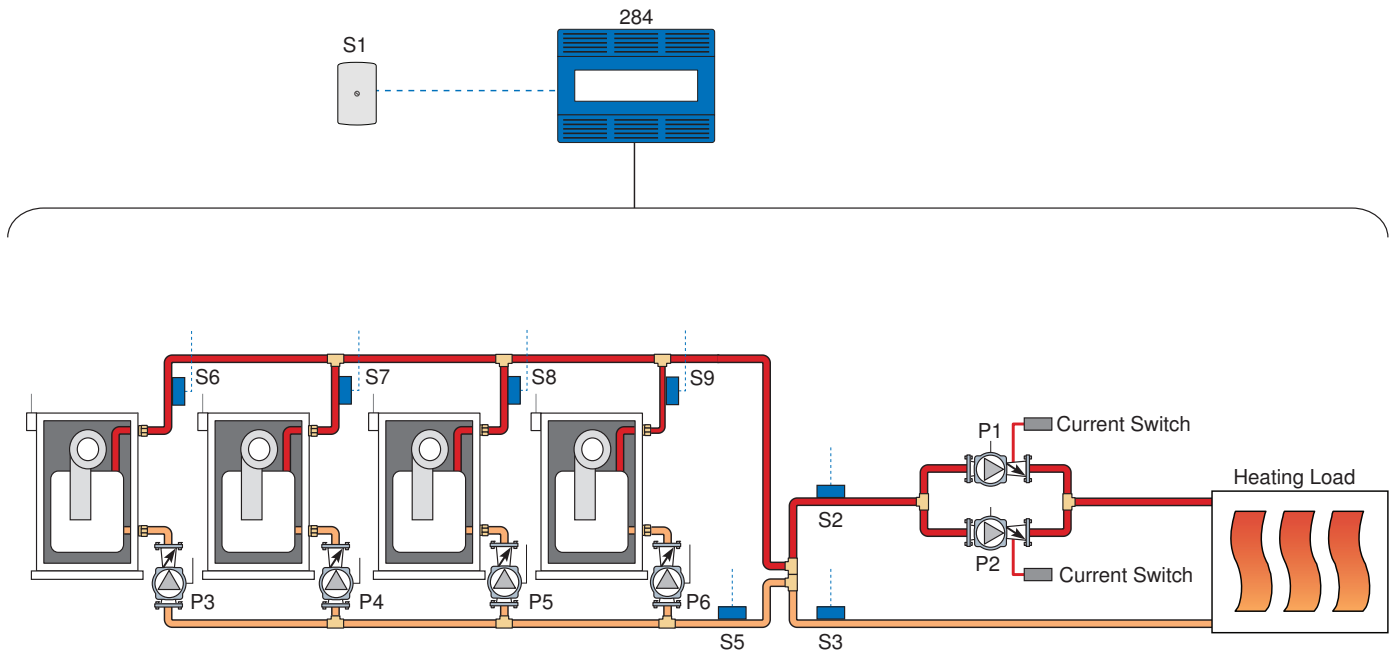 284
S1
S6
S7
S8
S9
P1
Current Switch
Heating Load
S2
P2
Current Switch
P3
P4
P5
P6
S5
S3